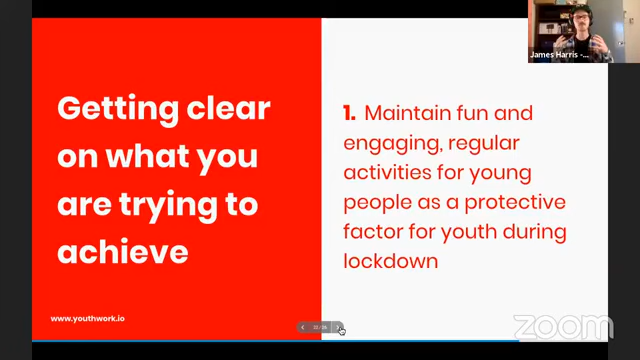 James Harris -...
Getting clear
on what you
are trying to
achieve
1. Maintain fun and
engaging, regular
activities for young
people as a protective
factor for youth during
lockdown
www.youthwork.io
zoom